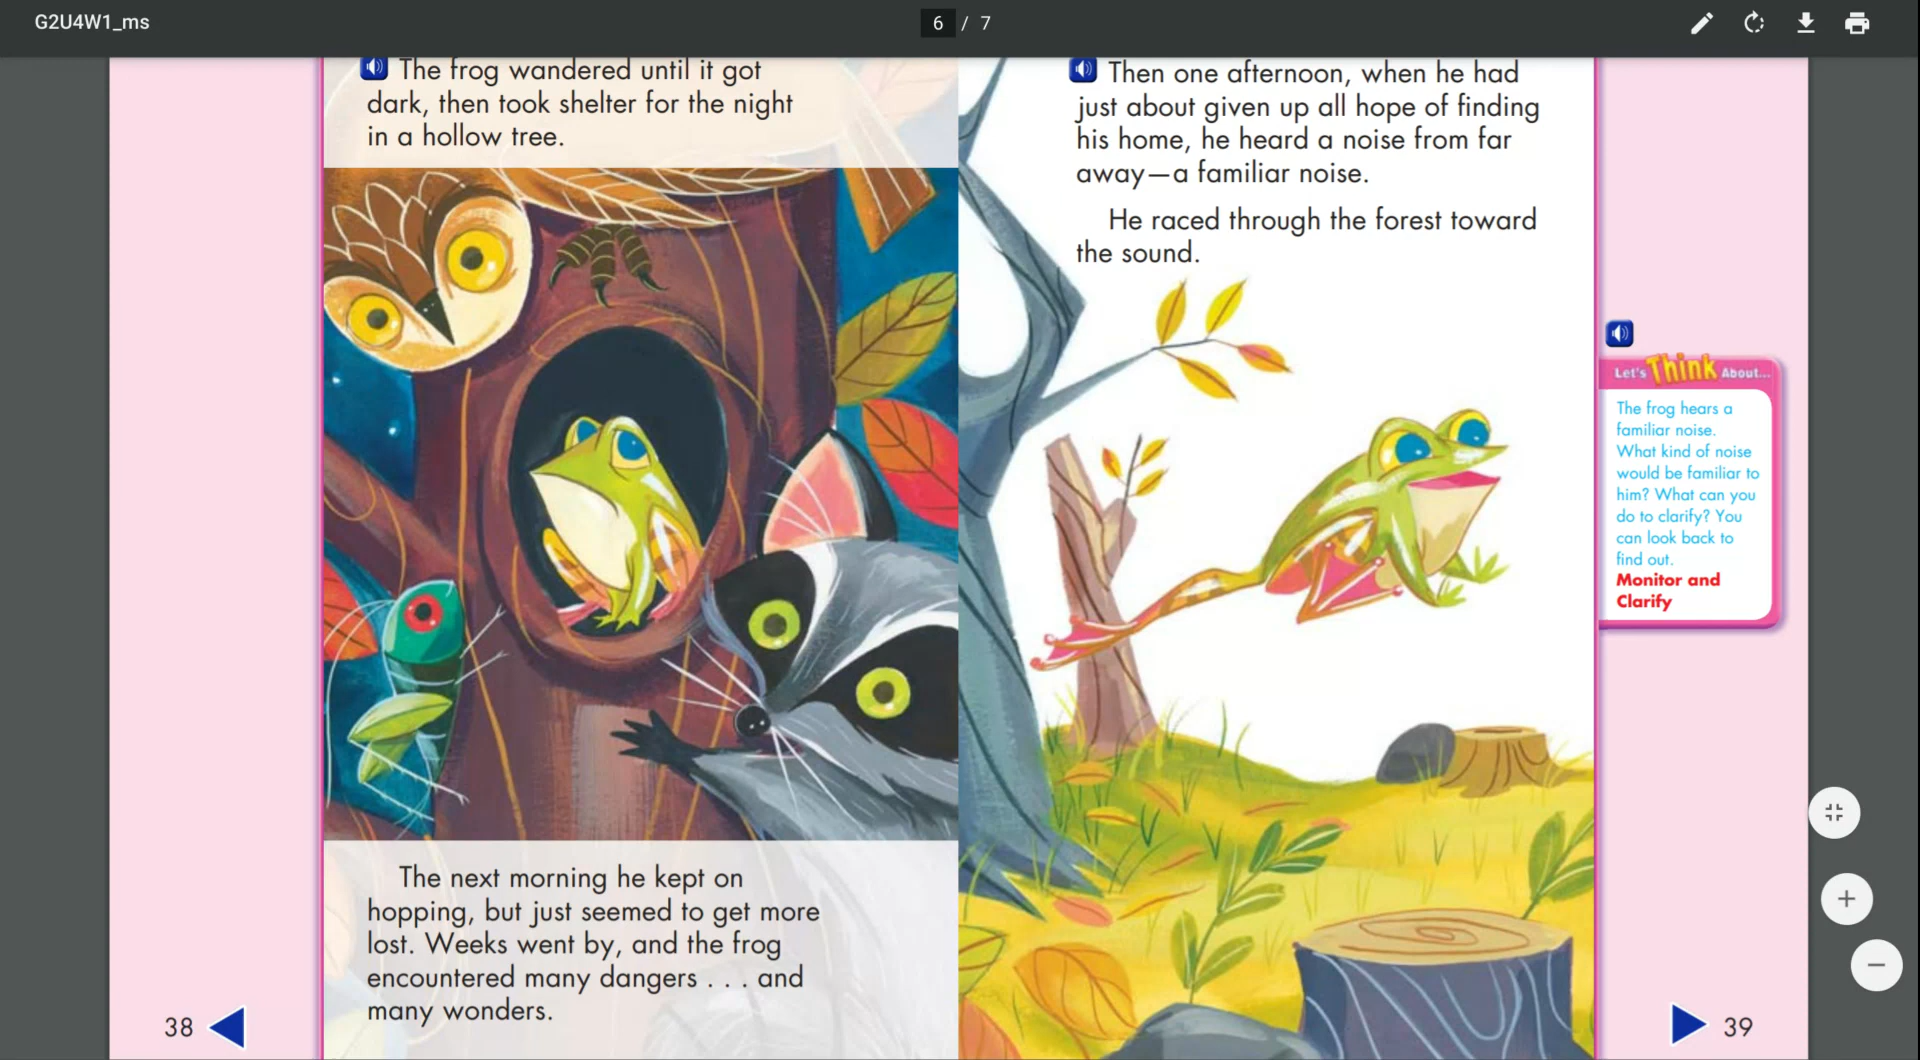 G2U4W1_ms
6 / 7
The frog wandered until it got
dark, then took shelter for the night
in a hollow tree.
The next morning he kept on
hopping, but just seemed to get more
lost. Weeks went by, and the frog
encountered many dangers . . . and
many wonders.
38
Then one afternoon, when he had
just about given up all hope of finding
his home, he heard a noise from far
away—a familiar noise.
He raced through the forest toward
the sound.
Let's Think About...
The frog hears a
familiar noise.
What kind of noise
would be familiar to
him? What can you
do to clarify? You
can look back to
find out.
Monitor and
Clarify
39